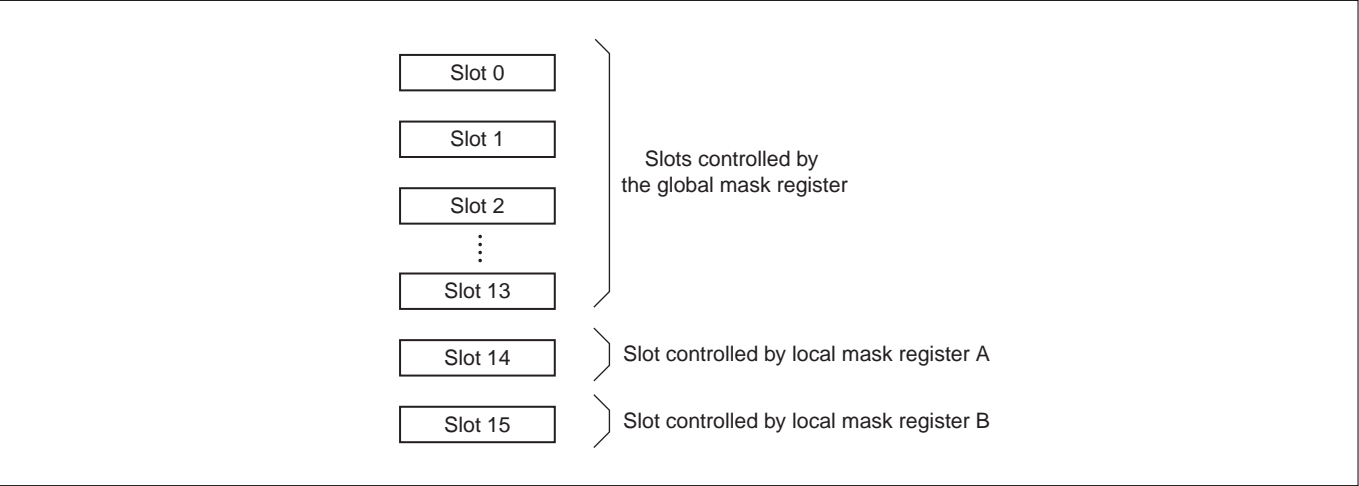 Slot 0
Slot 1
Slots controlled by
the global mask register
Slot 2
Slot 13
Slot 14
Slot controlled by local mask register A
Slot 15
Slot controlled by local mask register B